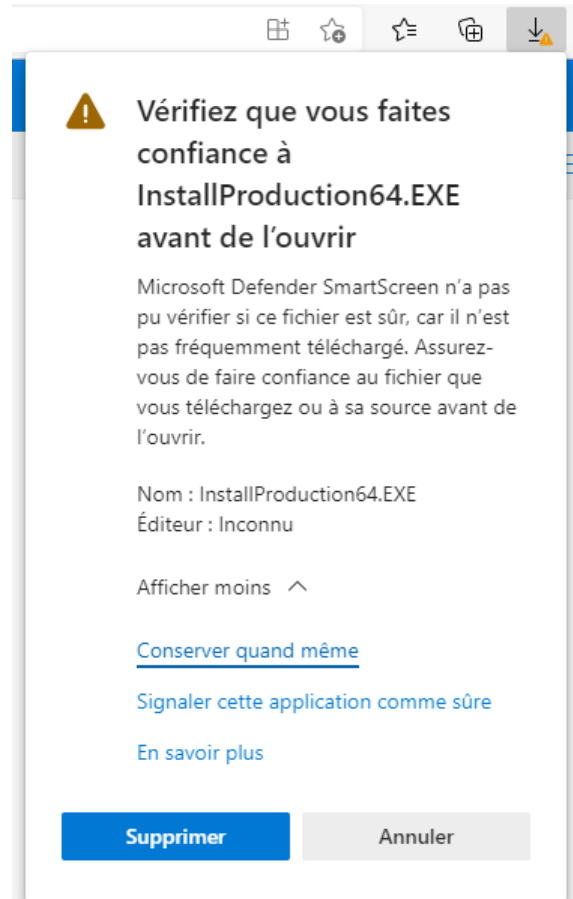 Vérifiez que vous faites
confiance à
InstallProduction64.EXE
avant de l’ouvrir
Microsoft Defender SmartScreen n’a pas
pu vérifier si ce fichier est sûr, car il n’est
pas fréquemment téléchargé. Assurez-
vous de faire confiance au fichier que
vous téléchargez ou à sa source avant de
l’ouvrir.
Nom : InstallProduction64.EXE
Éditeur : Inconnu
Afficher moins
Conserver quand même
Signaler cette application comme sûre
En savoir plus
Supprimer
Annuler